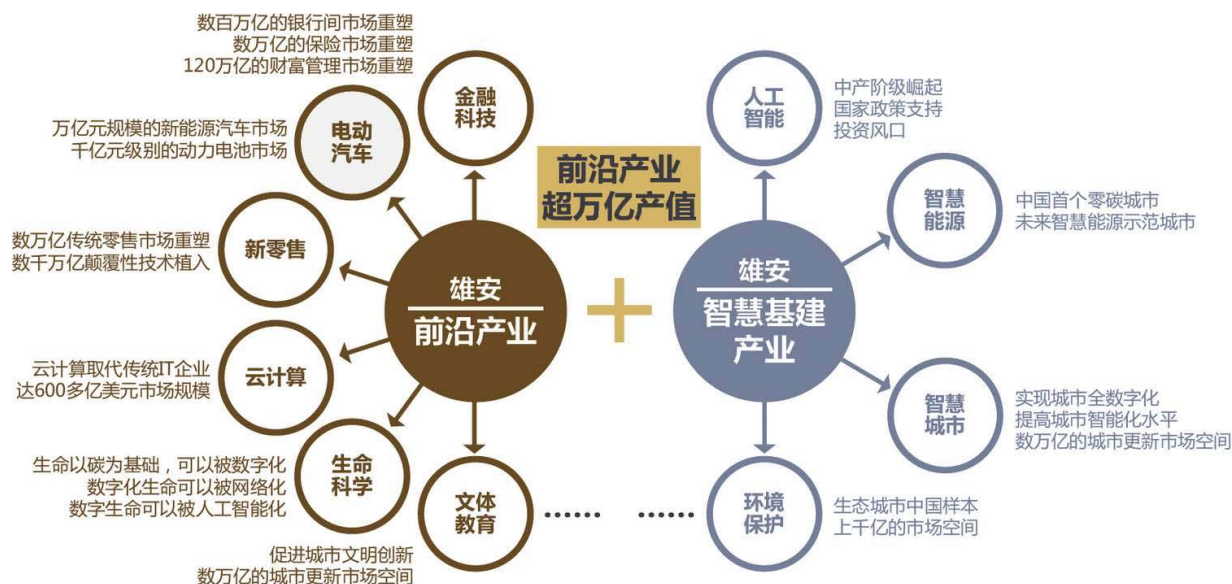 数百万亿的银行间市场重塑
数万亿的保险市场重塑
120万亿的财富管理市场重塑
金融
科技
万亿元规模的新能源汽车市场
千亿元级别的动力电池市场
电动
汽车
数万亿传统零售市场重塑
数千万亿颠覆性技术植入
新零售
云计算取代传统IT企业
达600多亿美元市场规模
云计算
生命以碳为基础，可以被数字化
数字化生命可以被网络化
数字生命可以被人工智能化
生命
科学
促进城市文明创新
数万亿的城市更新市场空间
文体
教育
雄安
前沿产业
前沿产业
超万亿产值
+
雄安
智慧基建
产业
人工
智能
中产阶级崛起
国家政策支持
投资风口
智慧
能源
中国首个零碳城市
未来智慧能源示范城市
智慧
城市
实现城市全数字化
提高城市智能化水平
数万亿的城市更新市场空间
…… ……
环境
保护
生态城市中国样本
上千亿的市场空间